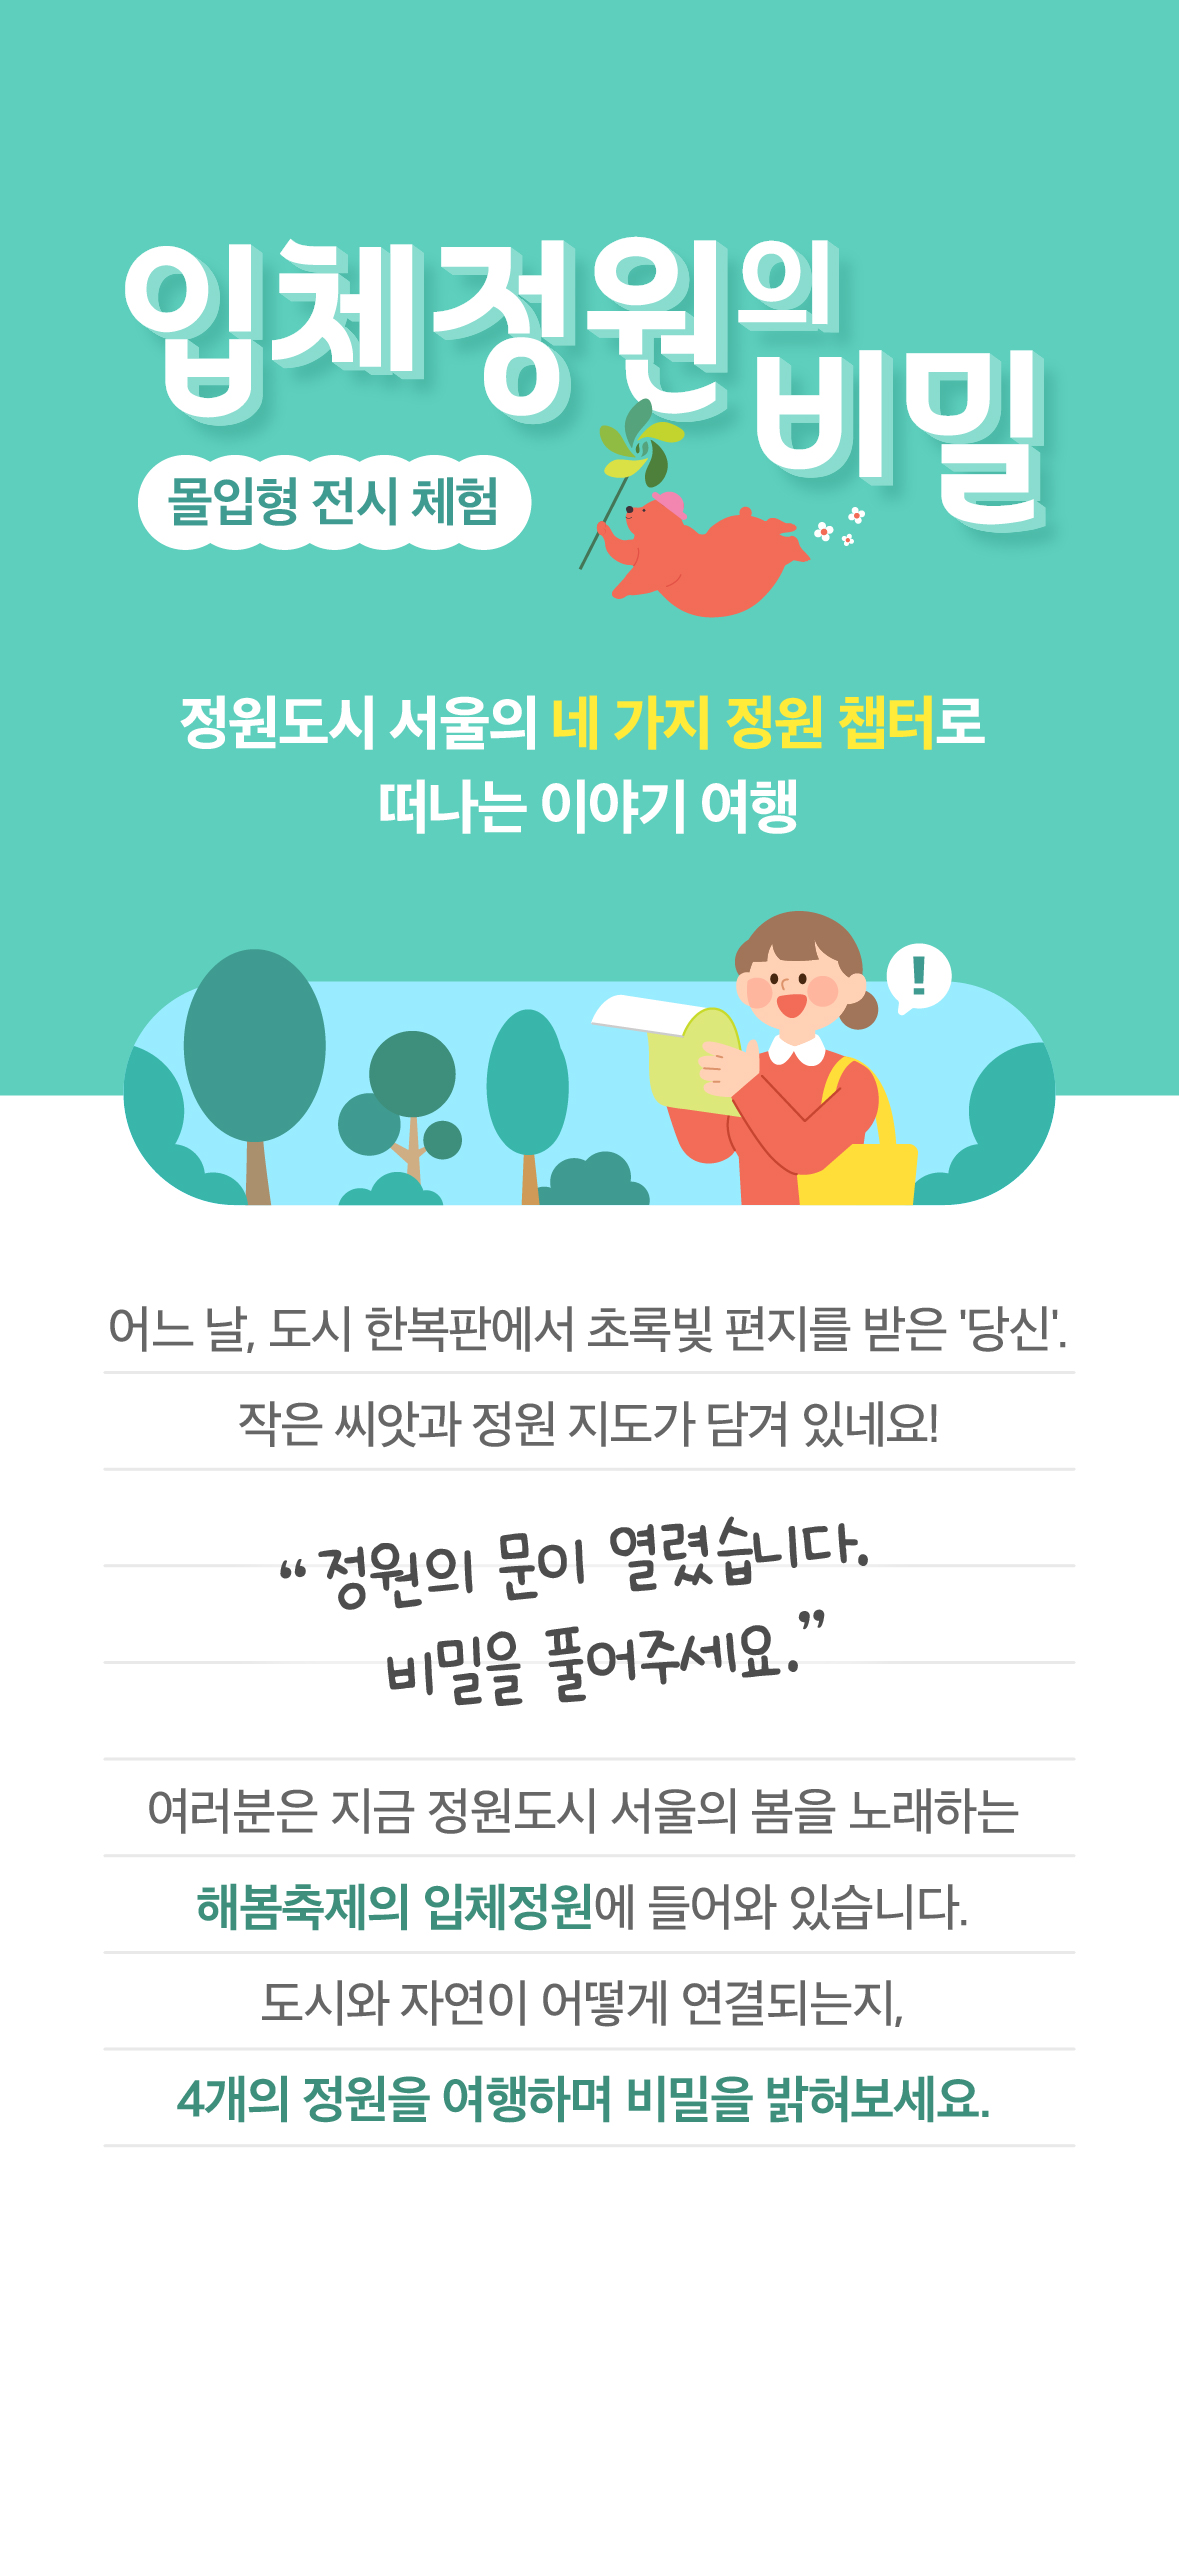 입체정원의
비밀
몰입형 전시 체험
정원도시 서울의 네 가지 정원 챕터로
떠나는 이야기 여행
!
어느 날, 도시 한복판에서 초록빛 편지를 받은 '당신'.
작은 씨앗과 정원 지도가 담겨 있네요!
“정원의 문이 열렸습니다.
비밀을 풀어주세요.”
여러분은 지금 정원도시 서울의 봄을 노래하는
해봄축제의 입체정원에 들어와 있습니다.
도시와 자연이 어떻게 연결되는지,
4개의 정원을 여행하며 비밀을 밝혀보세요.